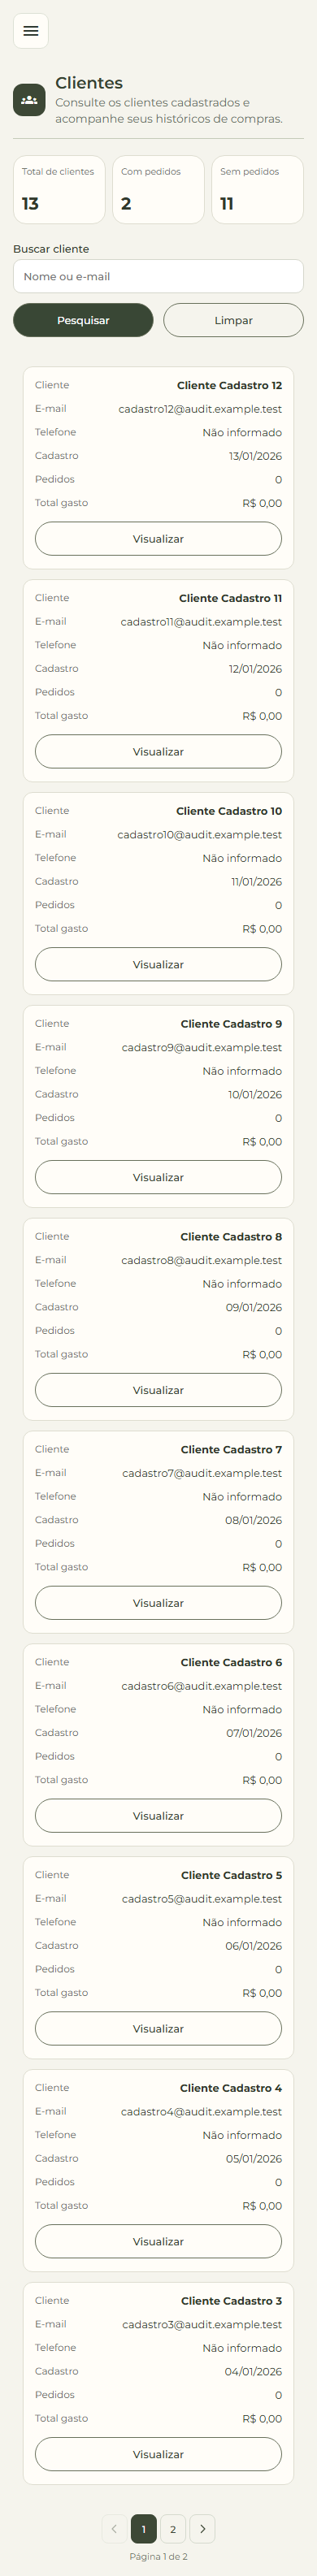 Clientes
Consulte os clientes cadastrados e
acompanhe seus históricos de compras.
Total de clientes
13
Com pedidos
2
Sem pedidos
11
Buscar cliente
Nome ou e-mail
Pesquisar
Limpar
Cliente Cliente Cadastro 12
E-mail cadastro12@audit.example.test
Telefone Não informado
Cadastro 13/01/2026
Pedidos 0
Total gasto R$ 0,00
Visualizar
Cliente Cliente Cadastro 11
E-mail cadastro11@audit.example.test
Telefone Não informado
Cadastro 12/01/2026
Pedidos 0
Total gasto R$ 0,00
Visualizar
Cliente Cliente Cadastro 10
E-mail cadastro10@audit.example.test
Telefone Não informado
Cadastro 11/01/2026
Pedidos 0
Total gasto R$ 0,00
Visualizar
Cliente Cliente Cadastro 9
E-mail cadastro9@audit.example.test
Telefone Não informado
Cadastro 10/01/2026
Pedidos 0
Total gasto R$ 0,00
Visualizar
Cliente Cliente Cadastro 8
E-mail cadastro8@audit.example.test
Telefone Não informado
Cadastro 09/01/2026
Pedidos 0
Total gasto R$ 0,00
Visualizar
Cliente Cliente Cadastro 7
E-mail cadastro7@audit.example.test
Telefone Não informado
Cadastro 08/01/2026
Pedidos 0
Total gasto R$ 0,00
Visualizar
Cliente Cliente Cadastro 6
E-mail cadastro6@audit.example.test
Telefone Não informado
Cadastro 07/01/2026
Pedidos 0
Total gasto R$ 0,00
Visualizar
Cliente Cliente Cadastro 5
E-mail cadastro5@audit.example.test
Telefone Não informado
Cadastro 06/01/2026
Pedidos 0
Total gasto R$ 0,00
Visualizar
Cliente Cliente Cadastro 4
E-mail cadastro4@audit.example.test
Telefone Não informado
Cadastro 05/01/2026
Pedidos 0
Total gasto R$ 0,00
Visualizar
Cliente Cliente Cadastro 3
E-mail cadastro3@audit.example.test
Telefone Não informado
Cadastro 04/01/2026
Pedidos 0
Total gasto R$ 0,00
Visualizar
1 2
Página 1 de 2